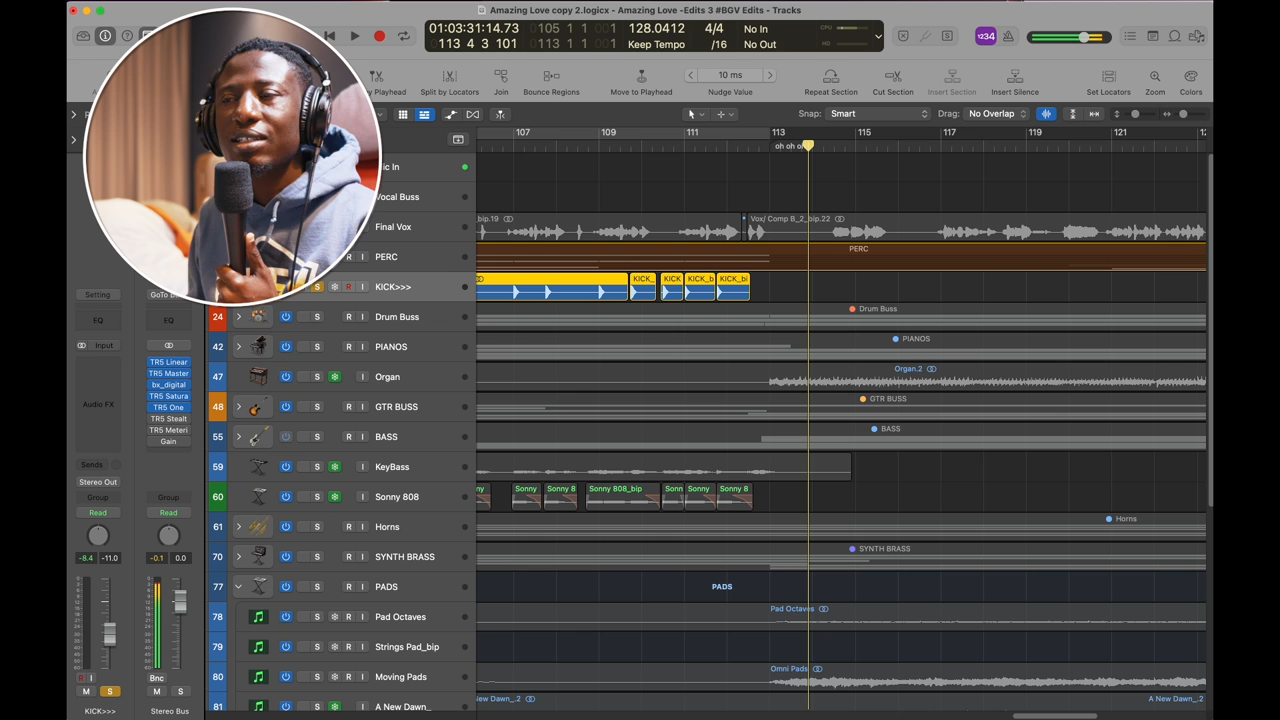 Amazing Love copy 2.logicx - Amazing Love -Edits 3 #BGV Edits - Tracks
01:03:31:14.73 105 1 1 1 128.0412 4/4 No In CPU
113 4 3 101 Keep Tempo /16 No Out HD
1234
by Playhead Split by Locators Join Bounce Regions Move to Playhead 10 ms Nudge Value Repeat Section Cut Section Insert Section Insert Silence Set Locators Zoom Colors
Snap: Smart Drag: No Overlap
107 109 111 113 115 117 119 121
oh oh
Vocal Buss
Final Vox _bip.19 Vox/ Comp B_2_bip.22
R I PERC PERC
S R I KICK>>> KICK_ KICK KICK_b KICK_bi
24 S R I Drum Buss Drum Buss
42 S R I PIANOS PIANOS
47 S I Organ Organ.2
48 S R I GTR BUSS GTR BUSS
55 S R I BASS BASS
59 S I KeyBass
60 S I Sonny 808 ny Sonny Sonny 8 Sonny 808_bip Sonn Sonny Sonny 8
61 S R I Horns Horns
70 S R I SYNTH BRASS SYNTH BRASS
77 S R I PADS PADS
78 S I Pad Octaves Pad Octaves
79 S R I Strings Pad_bip
80 S R I Moving Pads Omni Pads
81 S R I A New Dawn_ A New Dawn_.2 A New Dawn_.2
Setting
EQ EQ
Input
Audio FX
TR5 Linear
TR5 Master
bx_digital
TR5 Satura
TR5 One
TR5 Stealt
TR5 Meteri
Gain
Sends
Stereo Out
Group Group
Read Read
-8.4 -11.0 -0.1 0.0
R I Bnc
M S M S
KICK>>> Stereo Bus